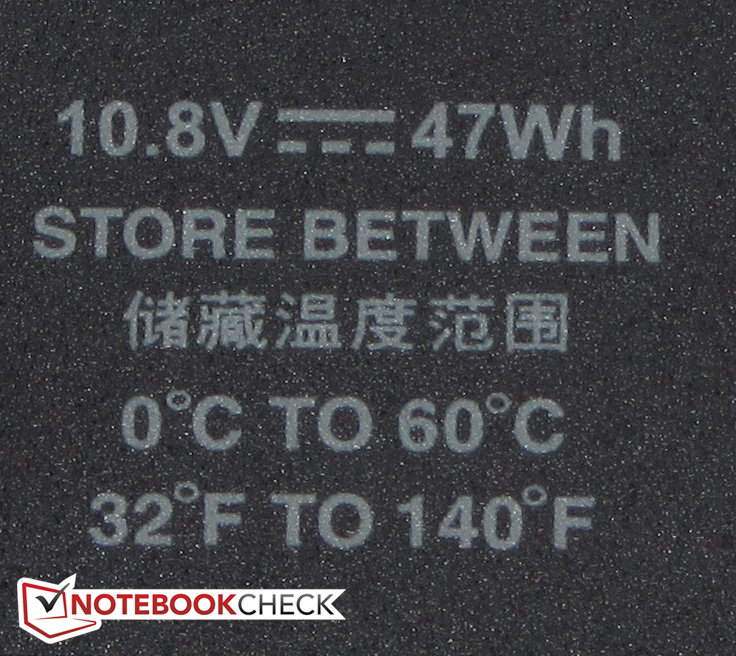 10.8V ⎓ 47Wh
STORE BETWEEN
储藏温度范围
0°C TO 60°C
32°F TO 140°F
NOTEBOOKCHECK